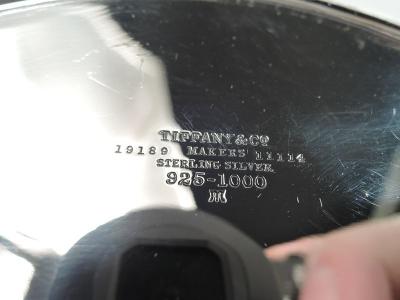 TIFFANY & Co
19189 MAKERS 11114
STERLING SILVER
925-1000
m